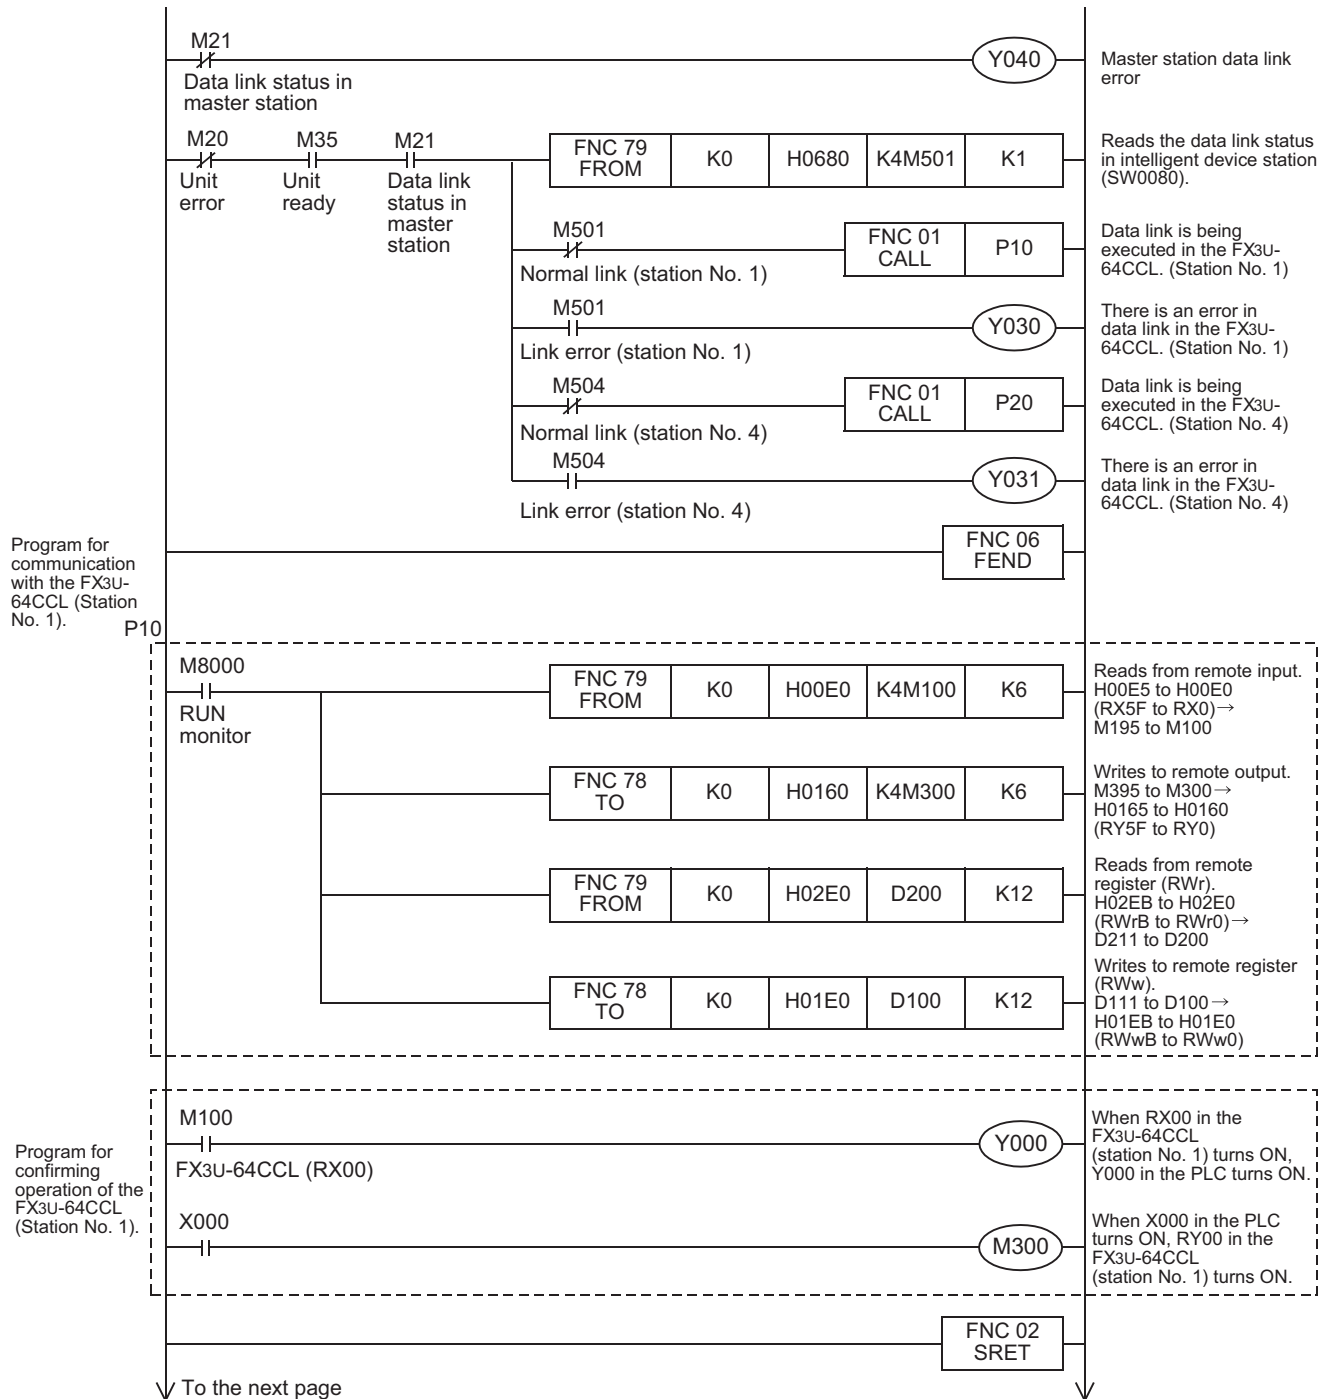 M21
Y040
Data link status in
master station
Master station data link
error
M20
M35
M21
Unit
error
Unit
ready
Data link
status in
master
station
FNC 79
FROM
K0
H0680
K4M501
K1
Reads the data link status
in intelligent device station
(SW0080).
M501
Normal link (station No. 1)
FNC 01
CALL
P10
Data link is being
executed in the FX3U-
64CCL. (Station No. 1)
M501
Link error (station No. 1)
Y030
There is an error in
data link in the FX3U-
64CCL. (Station No. 1)
M504
Normal link (station No. 4)
FNC 01
CALL
P20
Data link is being
executed in the FX3U-
64CCL. (Station No. 4)
M504
Link error (station No. 4)
Y031
There is an error in
data link in the FX3U-
64CCL. (Station No. 4)
FNC 06
FEND
Program for
communication
with the FX3U-
64CCL (Station
No. 1).
P10
M8000
RUN
monitor
FNC 79
FROM
K0
H00E0
K4M100
K6
Reads from remote input.
H00E5 to H00E0
(RX5F to RX0)→
M195 to M100
FNC 78
TO
K0
H0160
K4M300
K6
Writes to remote output.
M395 to M300→
H0165 to H0160
(RY5F to RY0)
FNC 79
FROM
K0
H02E0
D200
K12
Reads from remote
register (RWr).
H02EB to H02E0
(RWrB to RWr0)→
D211 to D200
FNC 78
TO
K0
H01E0
D100
K12
Writes to remote register
(RWw).
D111 to D100→
H01EB to H01E0
(RWwB to RWw0)
Program for
confirming
operation of the
FX3U-64CCL
(Station No. 1).
M100
FX3U-64CCL (RX00)
Y000
When RX00 in the
FX3U-64CCL
(station No. 1) turns ON,
Y000 in the PLC turns ON.
X000
M300
When X000 in the PLC
turns ON, RY00 in the
FX3U-64CCL
(station No. 1) turns ON.
FNC 02
SRET
To the next page